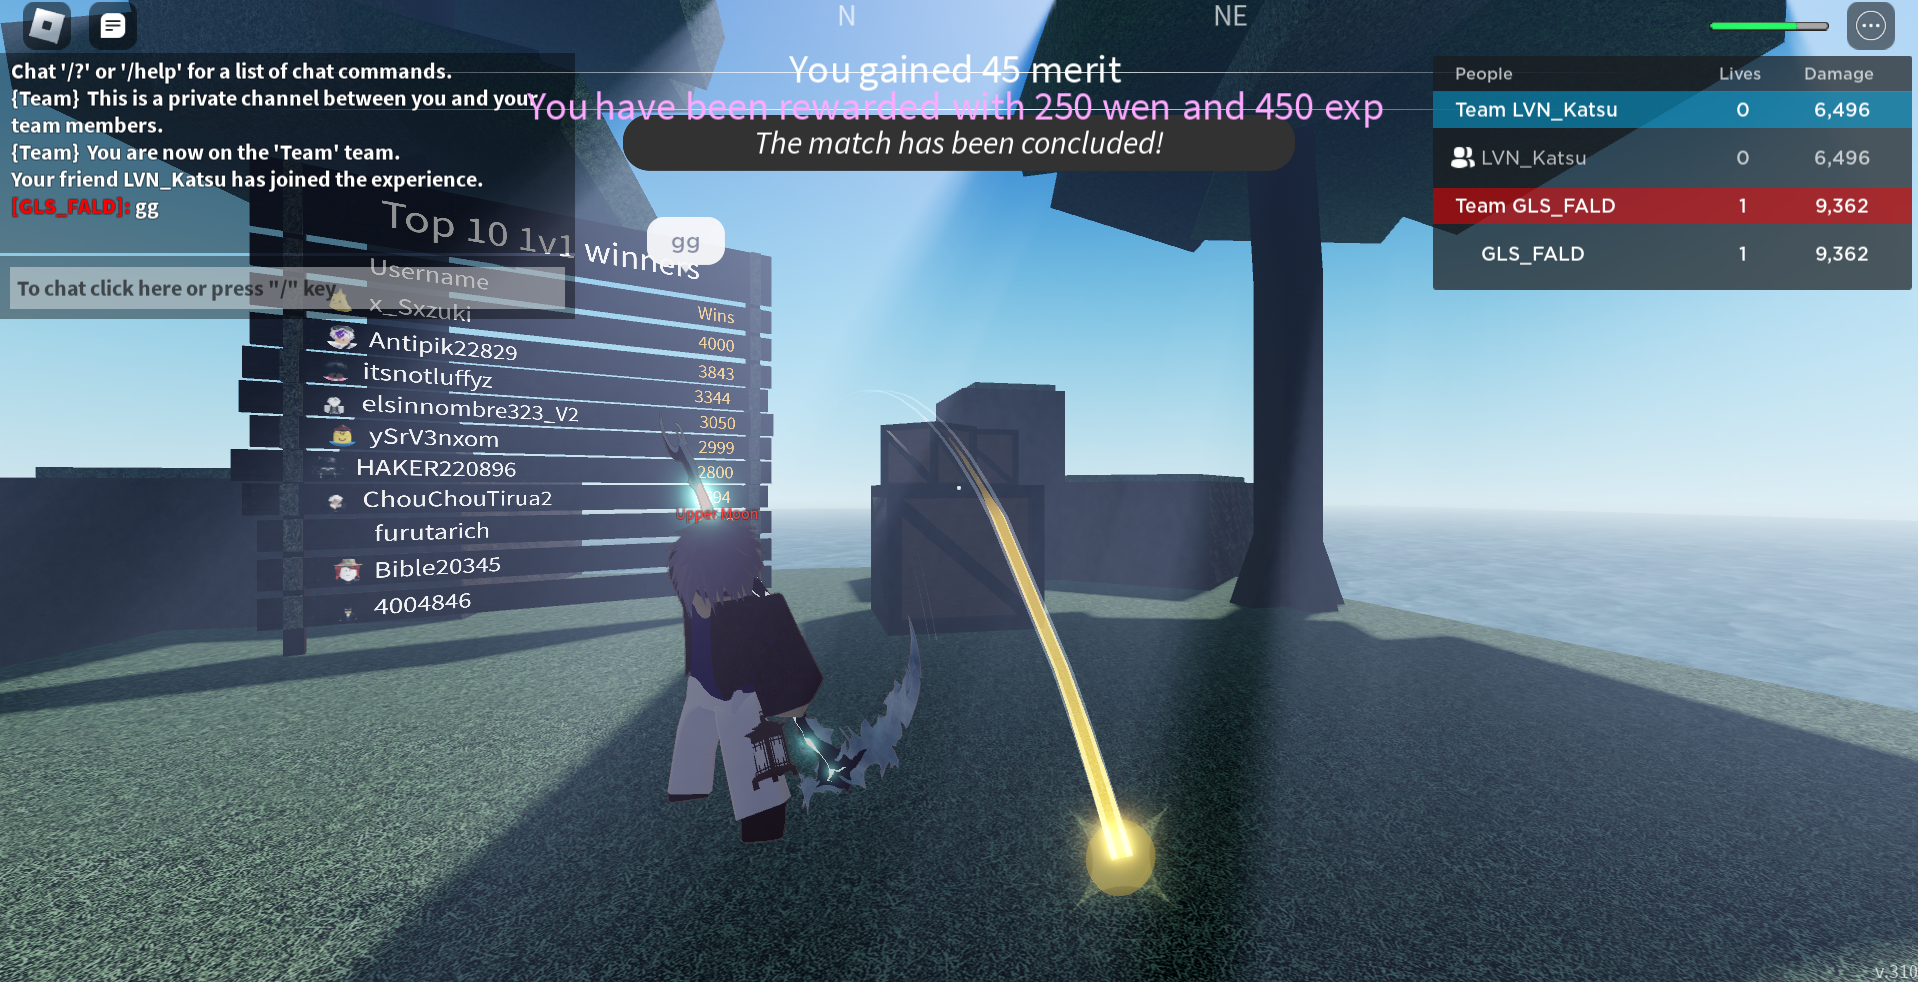 N
NE
You gained 45 merit
You have been rewarded with 250 wen and 450 exp
The match has been concluded!
Chat '/?' or '/help' for a list of chat commands.
{Team} This is a private channel between you and your
team members.
{Team} You are now on the 'Team' team.
Your friend LVN_Katsu has joined the experience.
[GLS_FALD]: gg
To chat click here or press "/" key
People Lives Damage
Team LVN_Katsu 0 6,496
LVN_Katsu 0 6,496
Team GLS_FALD 1 9,362
GLS_FALD 1 9,362
gg
Top 10 1v1 winners
Username Wins
x_Sxzuki 4000
Antipik22829 3843
itsnotluffyz 3344
elsinnombre323_V2 3050
ySrV3nxom 2999
HAKER220896 2800
ChouChouTirua2 94
furutarich
Bible20345
4004846
Upper Moon
v.310